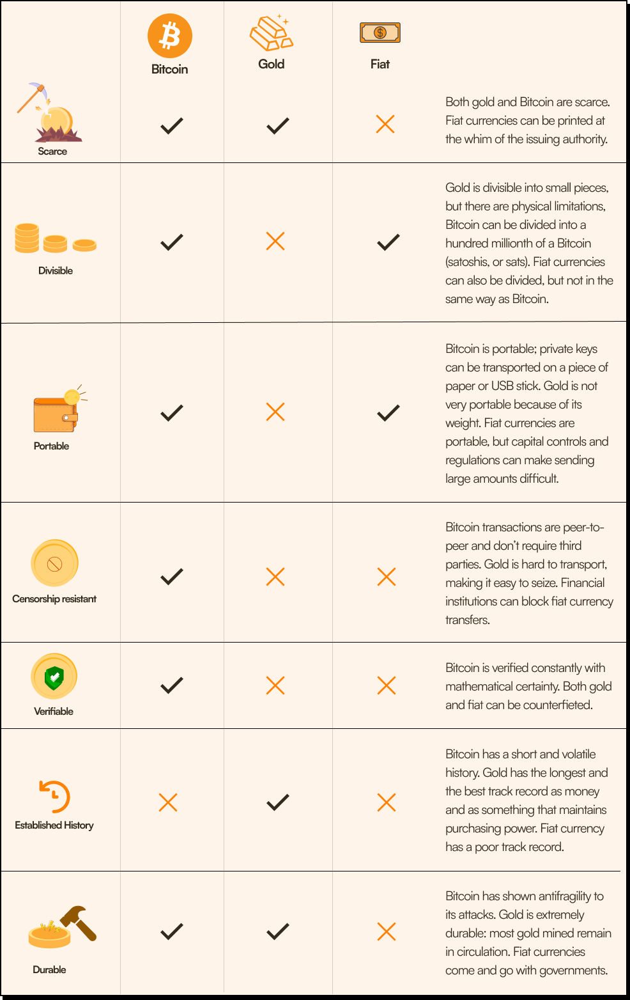 Bitcoin
Gold
Fiat
Scarce
Both gold and Bitcoin are scarce.
Fiat currencies can be printed at
the whim of the issuing authority.
Divisible
Gold is divisible into small pieces,
but there are physical limitations,
Bitcoin can be divided into a
hundred millionth of a Bitcoin
(satoshis, or sats). Fiat currencies
can also be divided, but not in the
same way as Bitcoin.
Portable
Bitcoin is portable; private keys
can be transported on a piece of
paper or USB stick. Gold is not
very portable because of its
weight. Fiat currencies are
portable, but capital controls and
regulations can make sending
large amounts difficult.
Censorship resistant
Bitcoin transactions are peer-to-
peer and don’t require third
parties. Gold is hard to transport,
making it easy to seize. Financial
institutions can block fiat currency
transfers.
Verifiable
Bitcoin is verified constantly with
mathematical certainty. Both gold
and fiat can be counterfieted.
Established History
Bitcoin has a short and volatile
history. Gold has the longest and
the best track record as money
and as something that maintains
purchasing power. Fiat currency
has a poor track record.
Durable
Bitcoin has shown antifragility to
its attacks. Gold is extremely
durable: most gold mined remain
in circulation. Fiat currencies
come and go with governments.